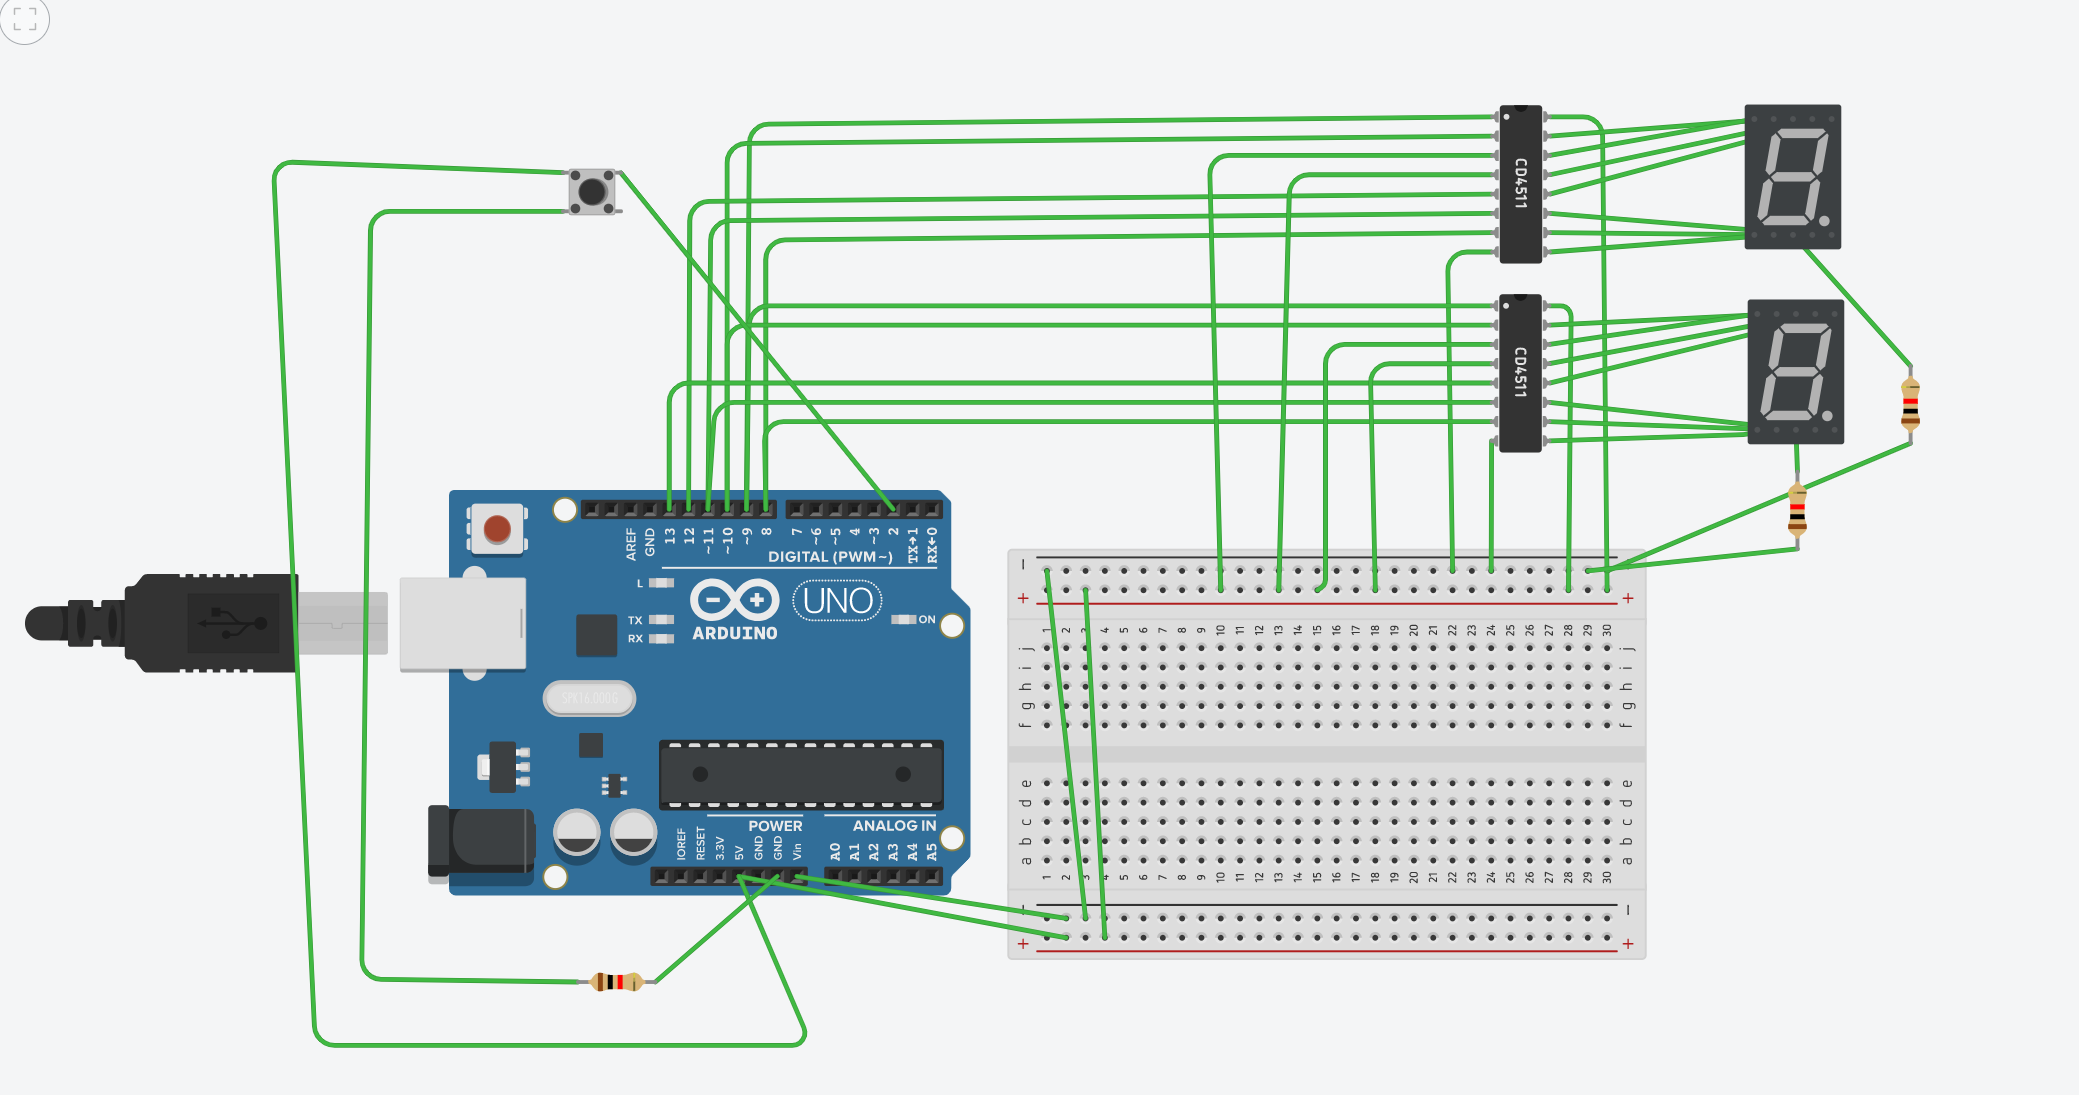 CD4511
CD4511
AREF
GND
13
12
~11
~10
~9
8
7
~6
~5
4
~3
2
TX→1
RX←0
DIGITAL (PWM~)
L
TX
RX
ARDUINO
UNO
ON
SPK16.000G
IOREF
RESET
3.3V
5V
GND
GND
Vin
POWER
ANALOG IN
A0
A1
A2
A3
A4
A5
− −
+ +
1 2 3 4 5 6 7 8 9 10 11 12 13 14 15 16 17 18 19 20 21 22 23 24 25 26 27 28 29 30
j j
i i
h h
g g
f f
e e
d d
c c
b b
a a
1 2 3 4 5 6 7 8 9 10 11 12 13 14 15 16 17 18 19 20 21 22 23 24 25 26 27 28 29 30
− −
+ +